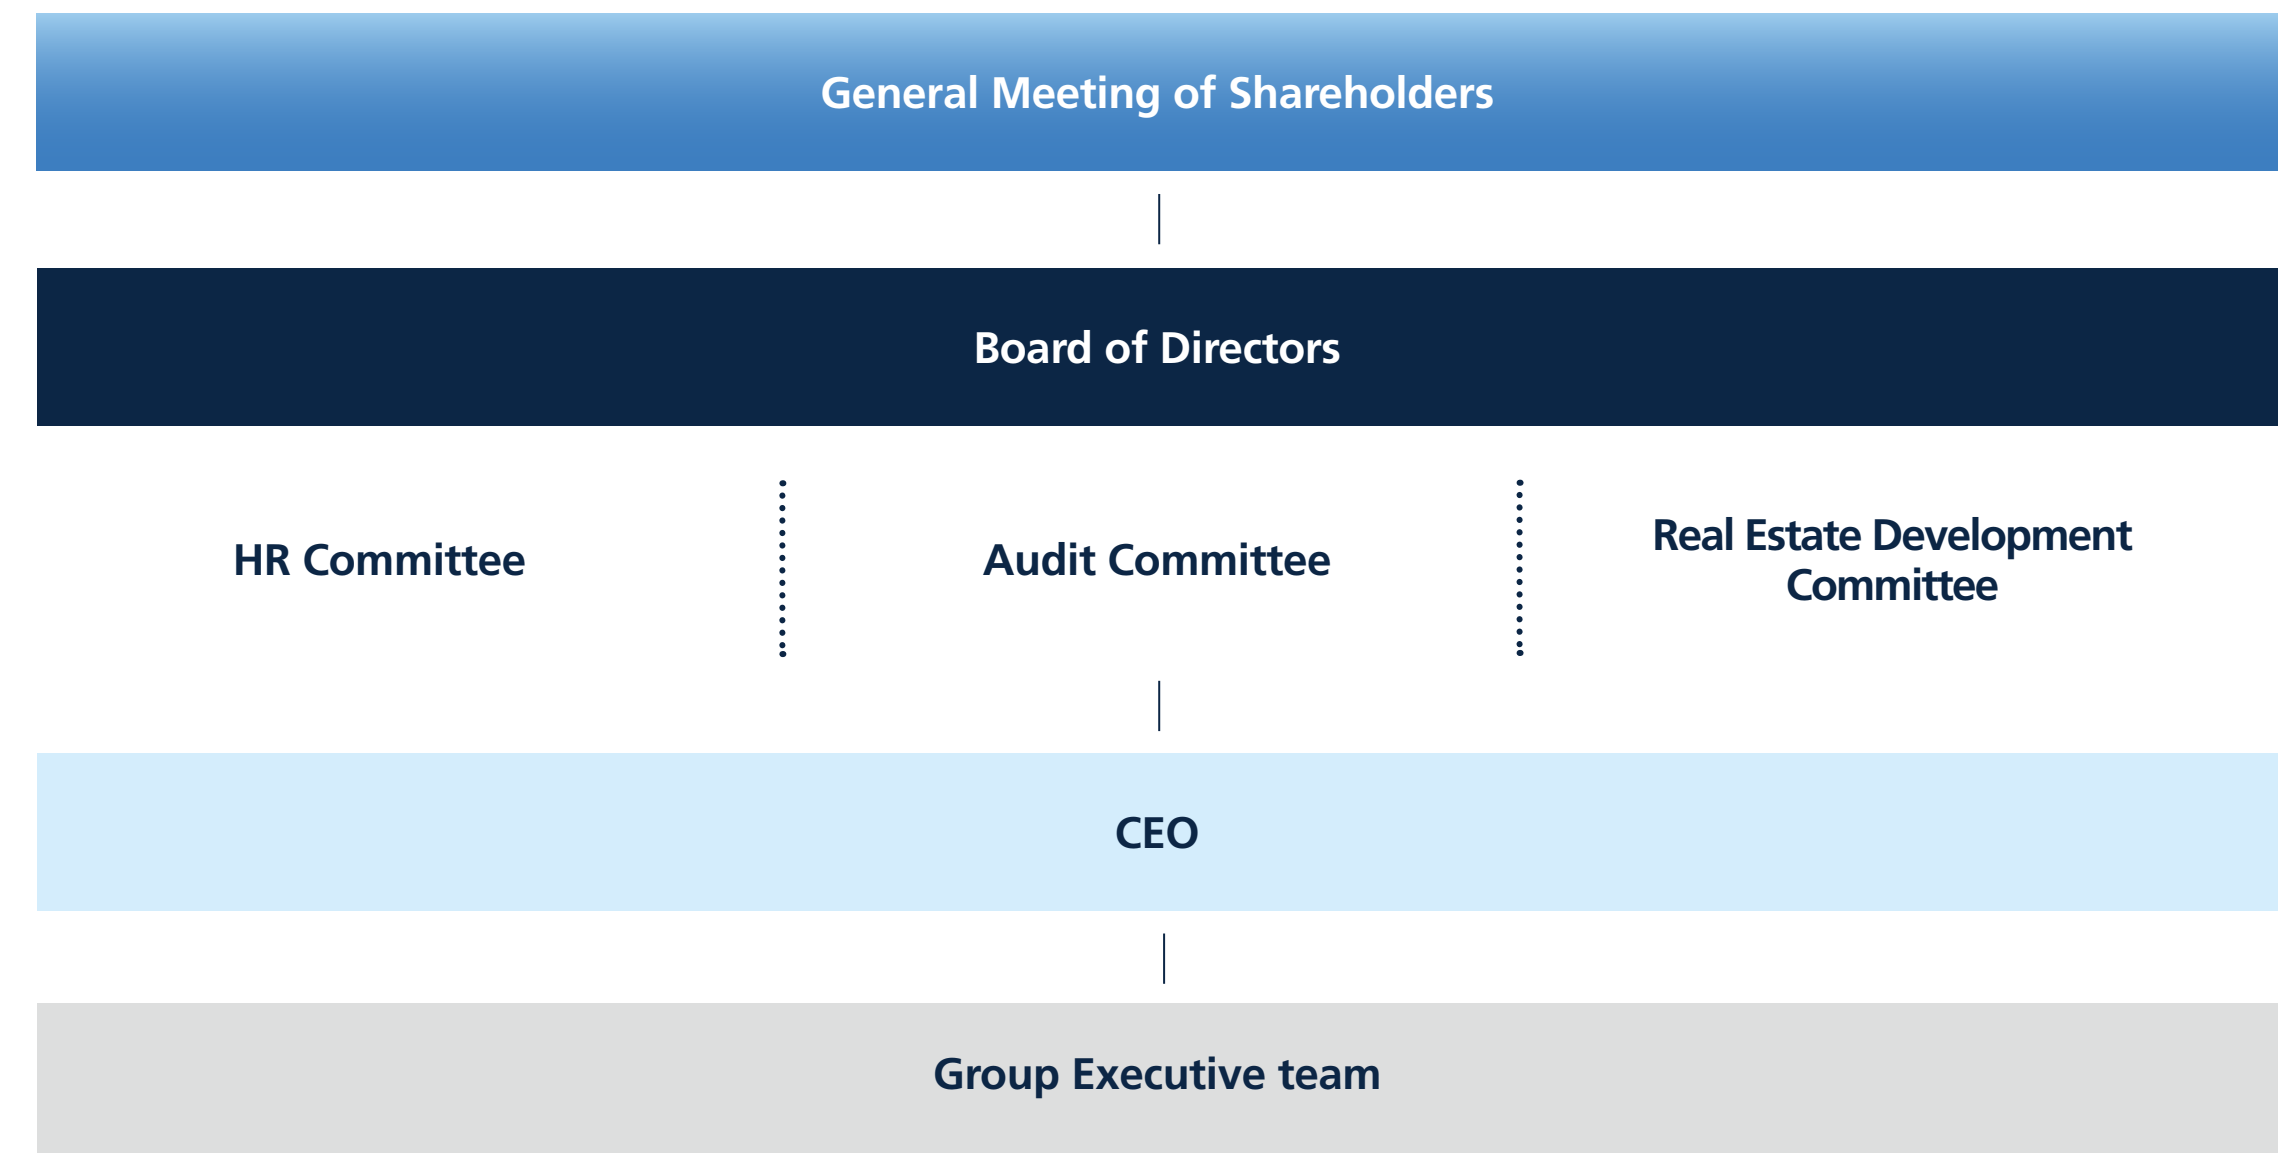 General Meeting of Shareholders
Board of Directors
HR Committee
Audit Committee
Real Estate Development
Committee
CEO
Group Executive team